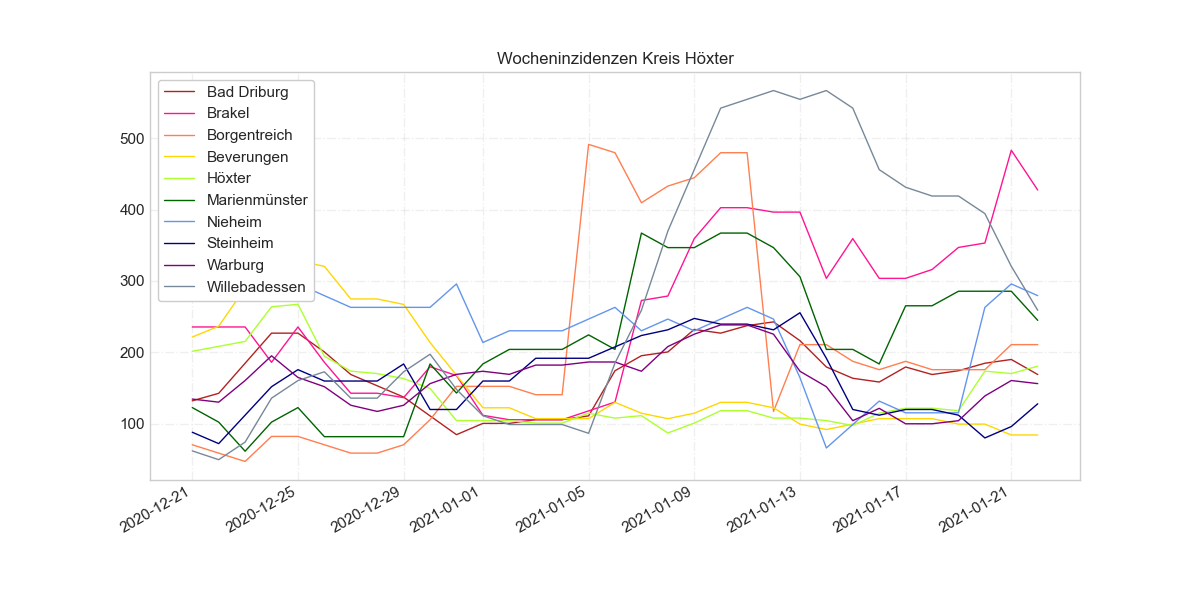 Wocheninzidenzen Kreis Höxter
Bad Driburg
Brakel
Borgentreich
Beverungen
Höxter
Marienmünster
Nieheim
Steinheim
Warburg
Willebadessen
500
400
300
200
100
2020-12-21
2020-12-25
2020-12-29
2021-01-01
2021-01-05
2021-01-09
2021-01-13
2021-01-17
2021-01-21